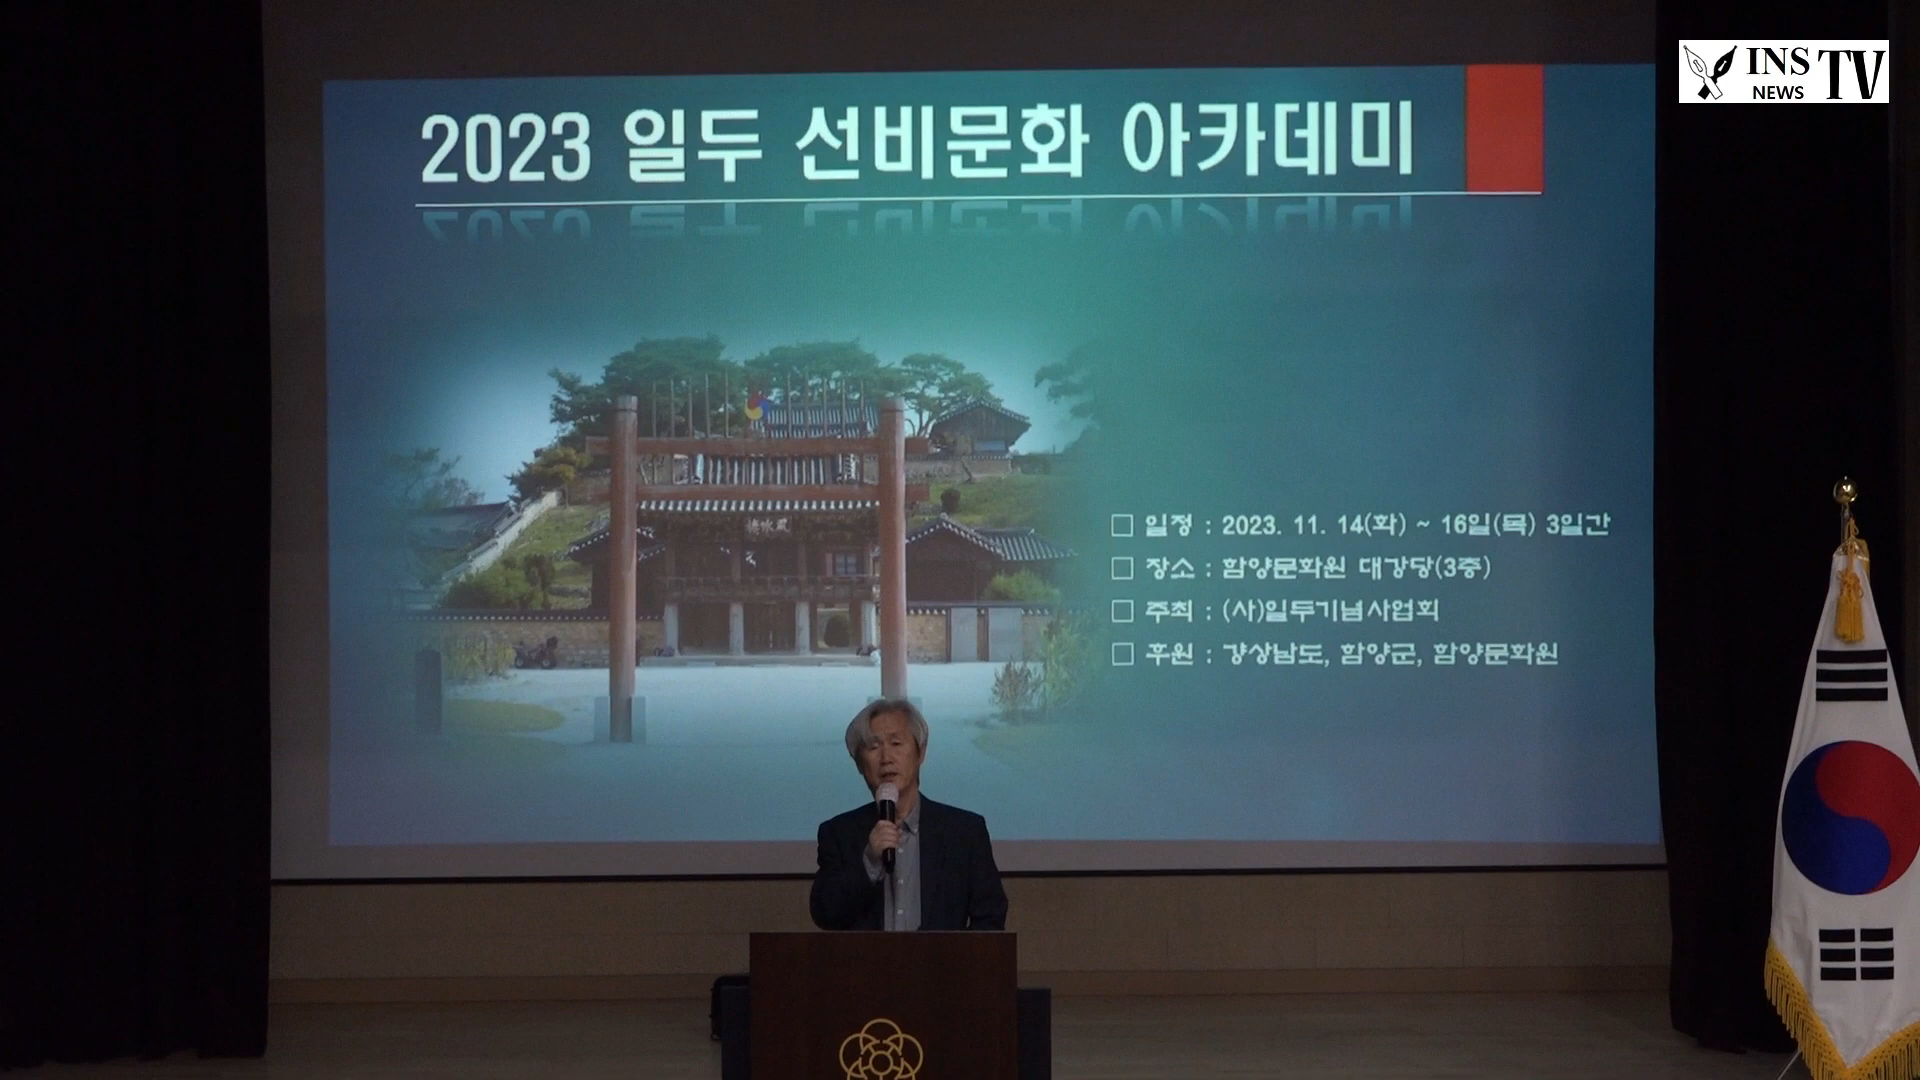 INS TV
NEWS
2023 일두 선비문화 아카데미
□ 일정 : 2023. 11. 14(화) ~ 16일(목) 3일간
□ 장소 : 함양문화원 대강당(3층)
□ 주최 : (사)일두기념사업회
□ 후원 : 경상남도, 함양군, 함양문화원
風咏樓